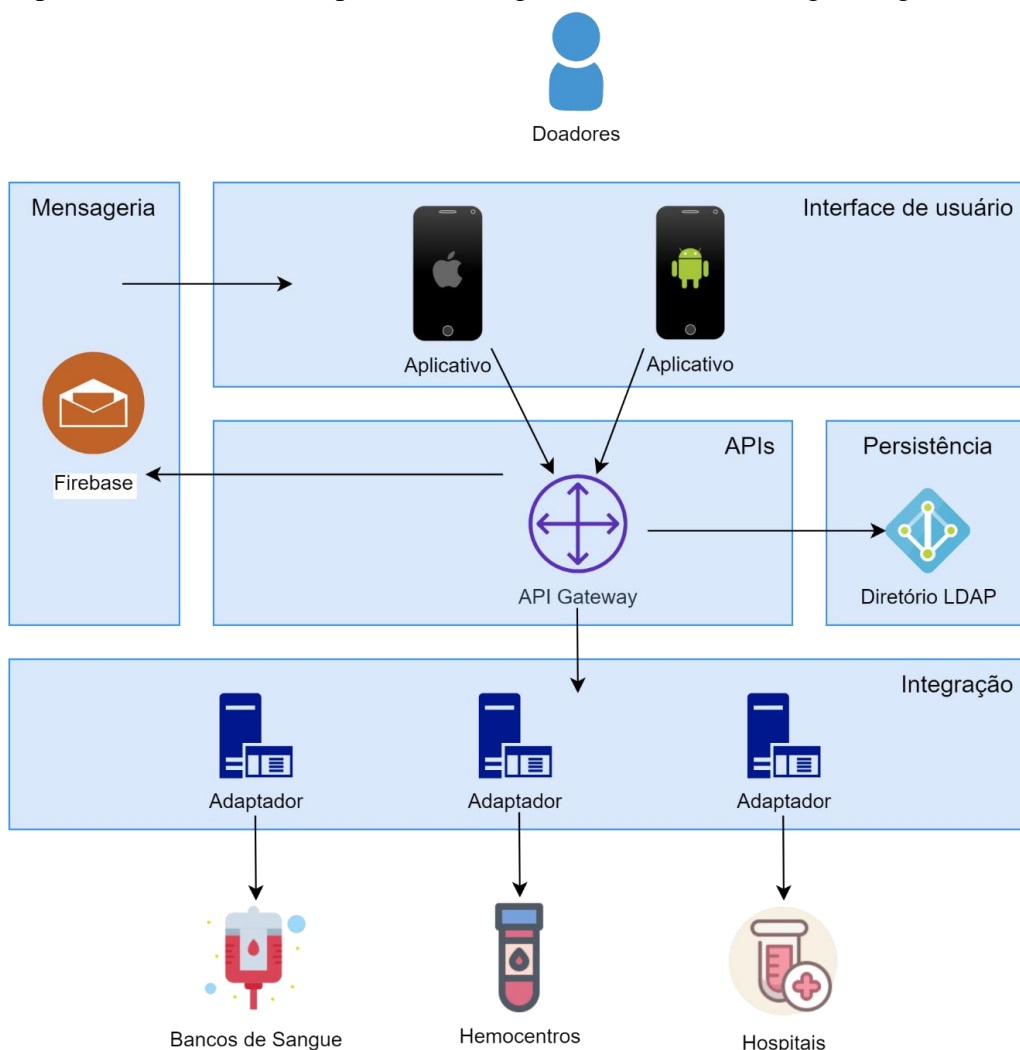 Doadores
Mensageria
Interface de usuário
Aplicativo
Aplicativo
APIs
Persistência
Firebase
API Gateway
Diretório LDAP
Integração
Adaptador
Adaptador
Adaptador
Bancos de Sangue
Hemocentros
Hospitais